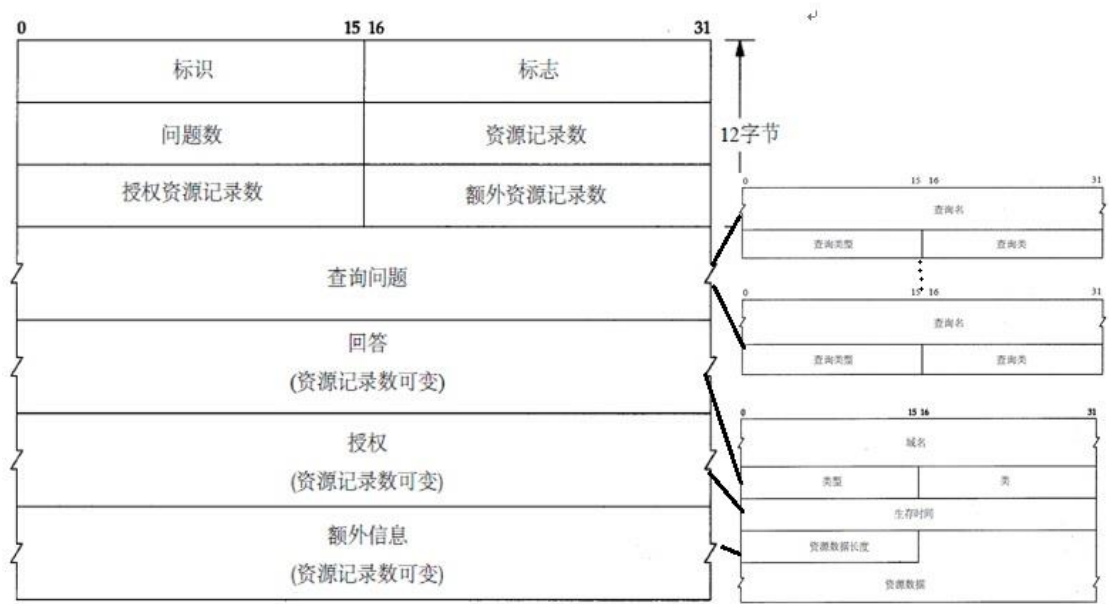 0 15 16 31
标识 标志
问题数 资源记录数
授权资源记录数 额外资源记录数
12字节
查询问题
回答
(资源记录数可变)
授权
(资源记录数可变)
额外信息
(资源记录数可变)
0 15 16 31
查询名
查询类型 查询类
0 15 16 31
查询名
查询类型 查询类
0 15 16 31
域名
类型 类
生存时间
资源数据长度
资源数据